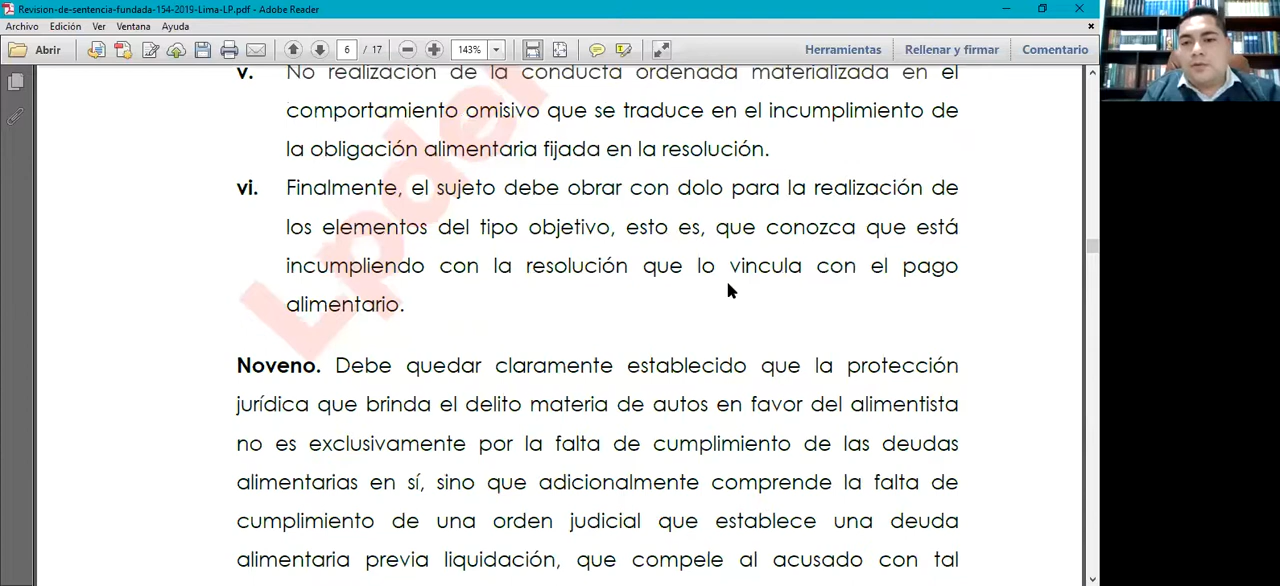 Revision-de-sentencia-fundada-154-2019-Lima-LP.pdf - Adobe Reader
Archivo Edición Ver Ventana Ayuda
Abrir 6 / 17 143% Herramientas Rellenar y firmar Comentario
v. No realización de la conducta ordenada materializada en el
comportamiento omisivo que se traduce en el incumplimiento de
la obligación alimentaria fijada en la resolución.
vi. Finalmente, el sujeto debe obrar con dolo para la realización de
los elementos del tipo objetivo, esto es, que conozca que está
incumpliendo con la resolución que lo vincula con el pago
alimentario.
Noveno. Debe quedar claramente establecido que la protección
jurídica que brinda el delito materia de autos en favor del alimentista
no es exclusivamente por la falta de cumplimiento de las deudas
alimentarias en sí, sino que adicionalmente comprende la falta de
cumplimiento de una orden judicial que establece una deuda
alimentaria previa liquidación, que compele al acusado con tal
Lpder